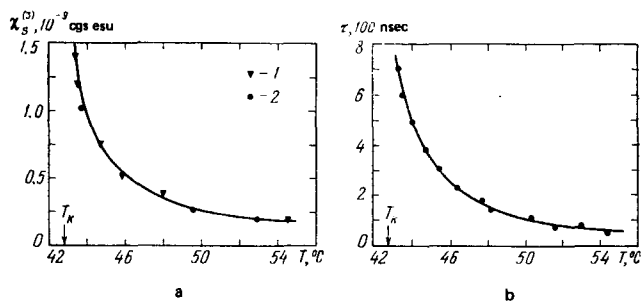 χ_s^(3), 10^-9 cgs esu
1.5
1.0
0.5
0
▼ – 1
● – 2
T_K
42 46 50 54 T, °C
a
τ, 100 nsec
8
6
4
2
0
T_K
42 46 50 54 T, °C
b